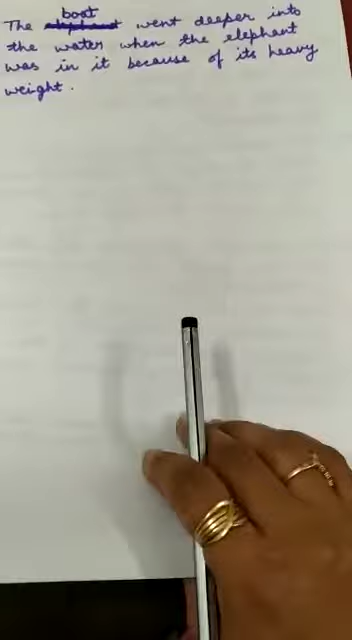 The boat went deeper into
the water when the elephant
was in it because of its heavy
weight.